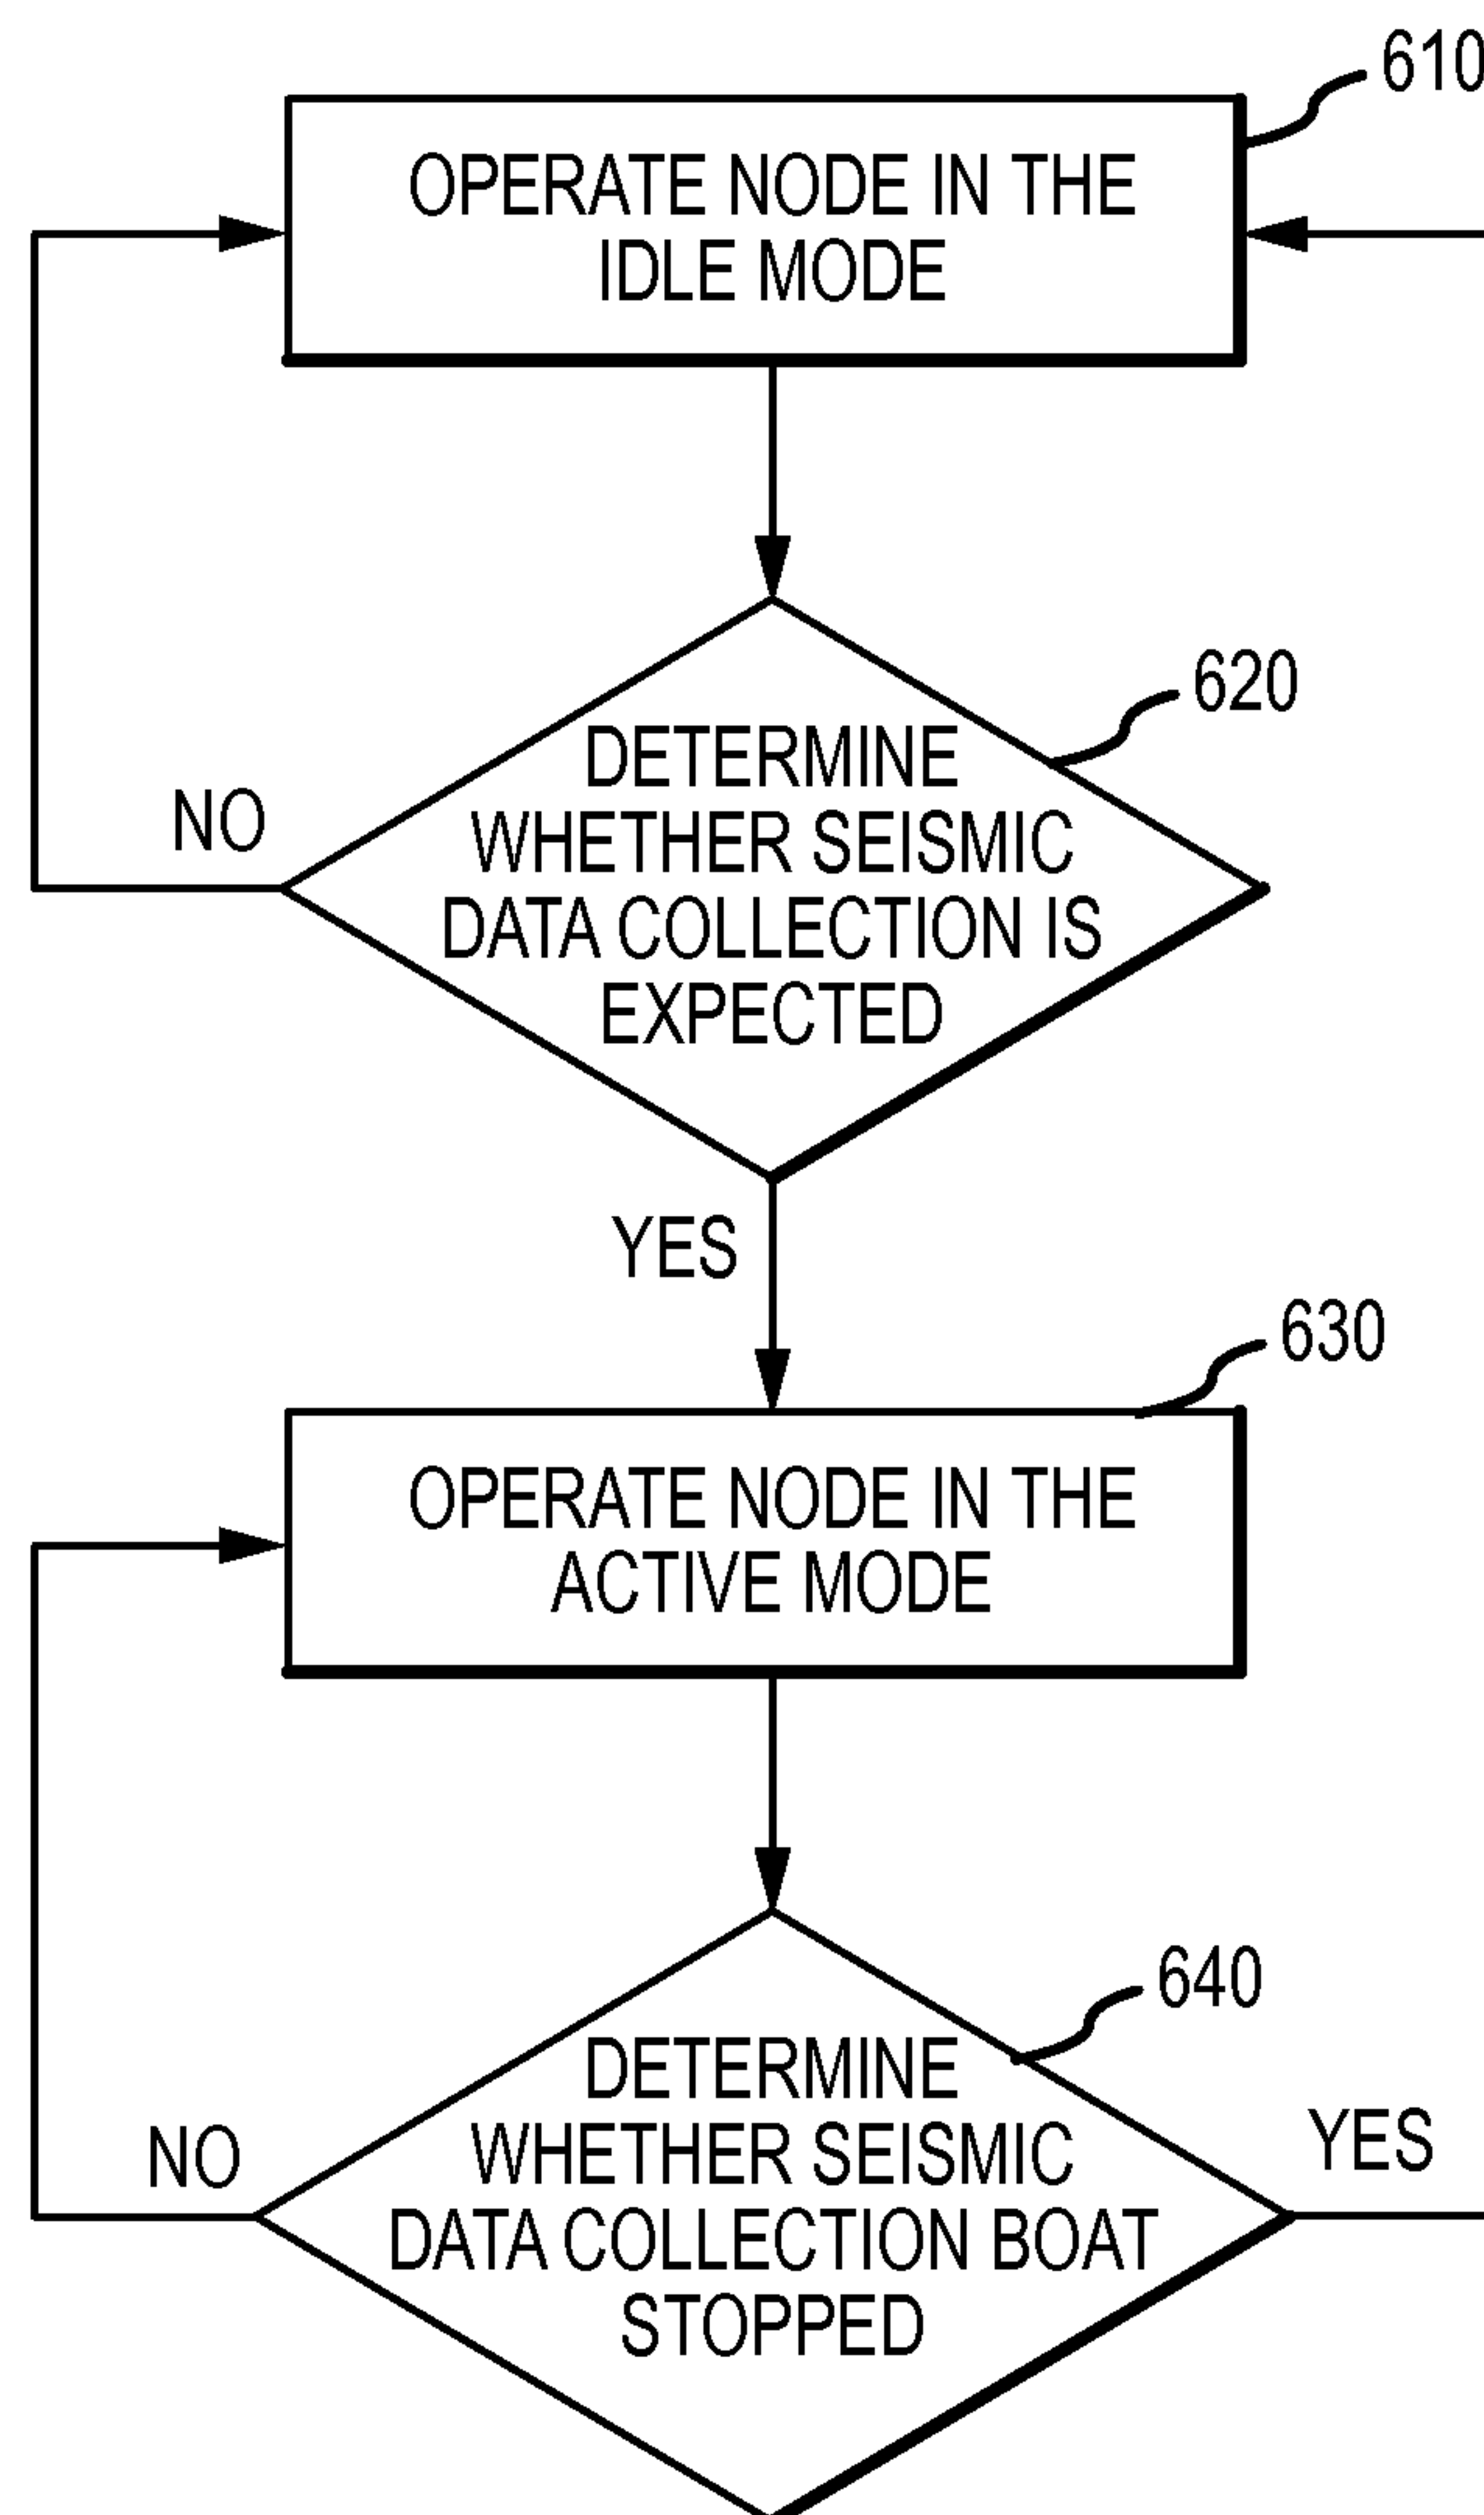 610
OPERATE NODE IN THE
IDLE MODE
620
DETERMINE
WHETHER SEISMIC
DATA COLLECTION IS
EXPECTED
NO
YES
630
OPERATE NODE IN THE
ACTIVE MODE
640
DETERMINE
WHETHER SEISMIC
DATA COLLECTION BOAT
STOPPED
NO
YES